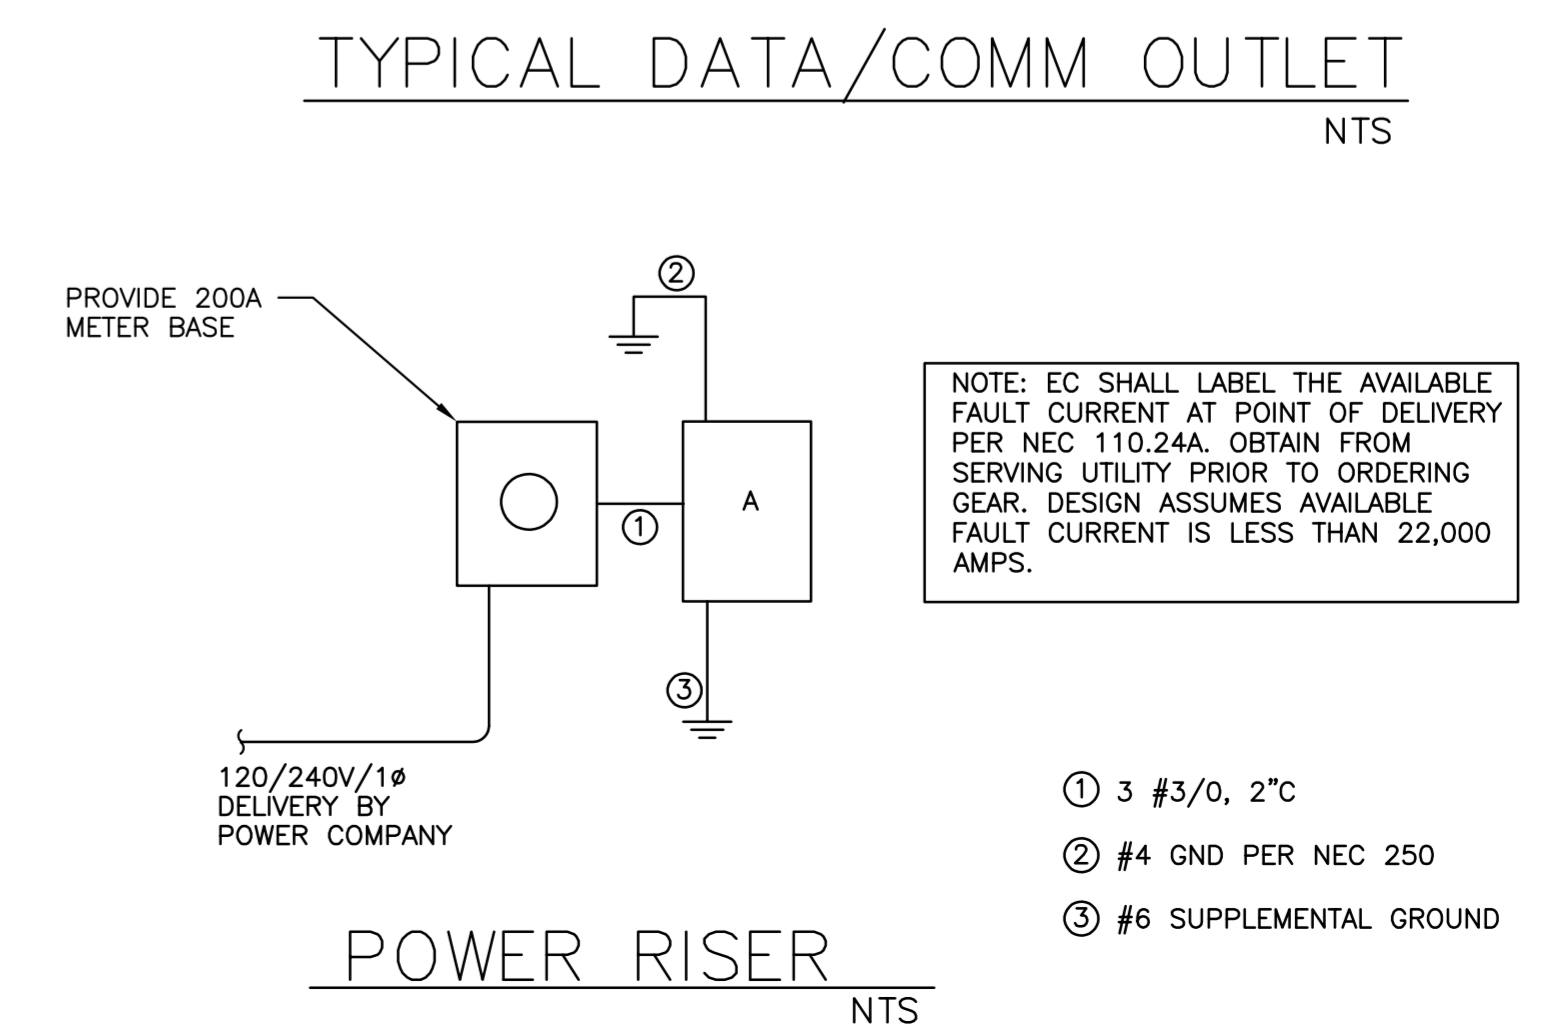 TYPICAL DATA/COMM OUTLET
NTS
②
PROVIDE 200A
METER BASE
NOTE: EC SHALL LABEL THE AVAILABLE
FAULT CURRENT AT POINT OF DELIVERY
PER NEC 110.24A. OBTAIN FROM
SERVING UTILITY PRIOR TO ORDERING
GEAR. DESIGN ASSUMES AVAILABLE
FAULT CURRENT IS LESS THAN 22,000
AMPS.
A
①
③
120/240V/1ø
DELIVERY BY
POWER COMPANY
① 3 #3/0, 2"C
② #4 GND PER NEC 250
③ #6 SUPPLEMENTAL GROUND
POWER RISER
NTS